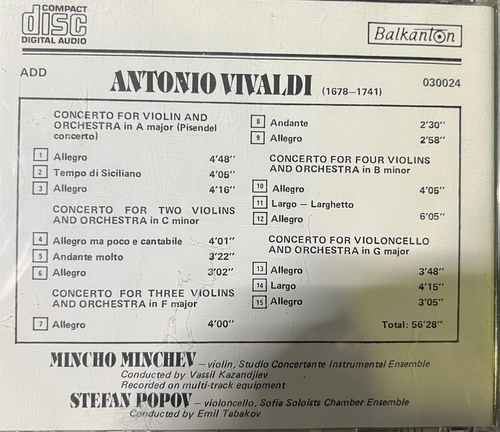 COMPACT
disc
DIGITAL AUDIO
Balkanton
ADD
ANTONIO VIVALDI (1678–1741)
030024
CONCERTO FOR VIOLIN AND
ORCHESTRA in A major (Pisendel
concerto)
1 Allegro 4'48"
2 Tempo di Siciliano 4'05"
3 Allegro 4'16"
CONCERTO FOR TWO VIOLINS
AND ORCHESTRA in C minor
4 Allegro ma poco e cantabile 4'01"
5 Andante molto 3'22"
6 Allegro 3'02"
CONCERTO FOR THREE VIOLINS
AND ORCHESTRA in F major
7 Allegro 4'00"
8 Andante 2'30"
9 Allegro 2'58"
CONCERTO FOR FOUR VIOLINS
AND ORCHESTRA in B minor
10 Allegro 4'05"
11 Largo – Larghetto
12 Allegro 6'05"
CONCERTO FOR VIOLONCELLO
AND ORCHESTRA in G major
13 Allegro 3'48"
14 Largo 4'15"
15 Allegro 3'05"
Total: 56'28"
MINCHO MINCHEV – violin, Studio Concertante Instrumental Ensemble
Conducted by Vassil Kazandjiev
Recorded on multi-track equipment
STEFAN POPOV – violoncello, Sofia Soloists Chamber Ensemble
Conducted by Emil Tabakov